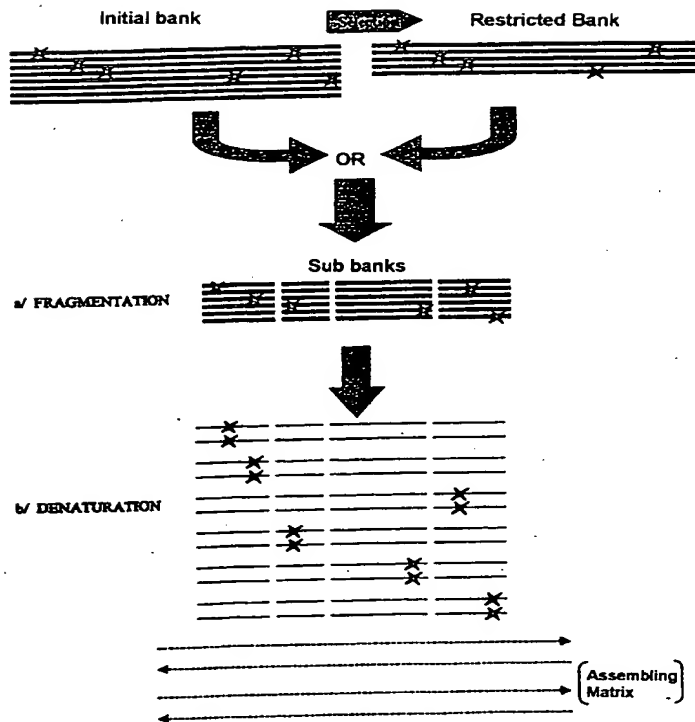 Initial bank
Restricted Bank
OR
Sub banks
a/ FRAGMENTATION
b/ DENATURATION
Assembling
Matrix